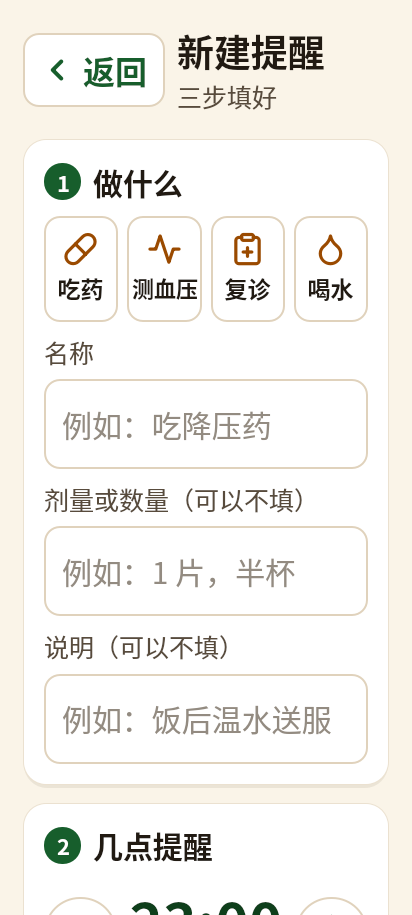 返回
新建提醒
三步填好
1 做什么
吃药 测血压 复诊 喝水
名称
例如：吃降压药
剂量或数量（可以不填）
例如：1 片，半杯
说明（可以不填）
例如：饭后温水送服
2 几点提醒